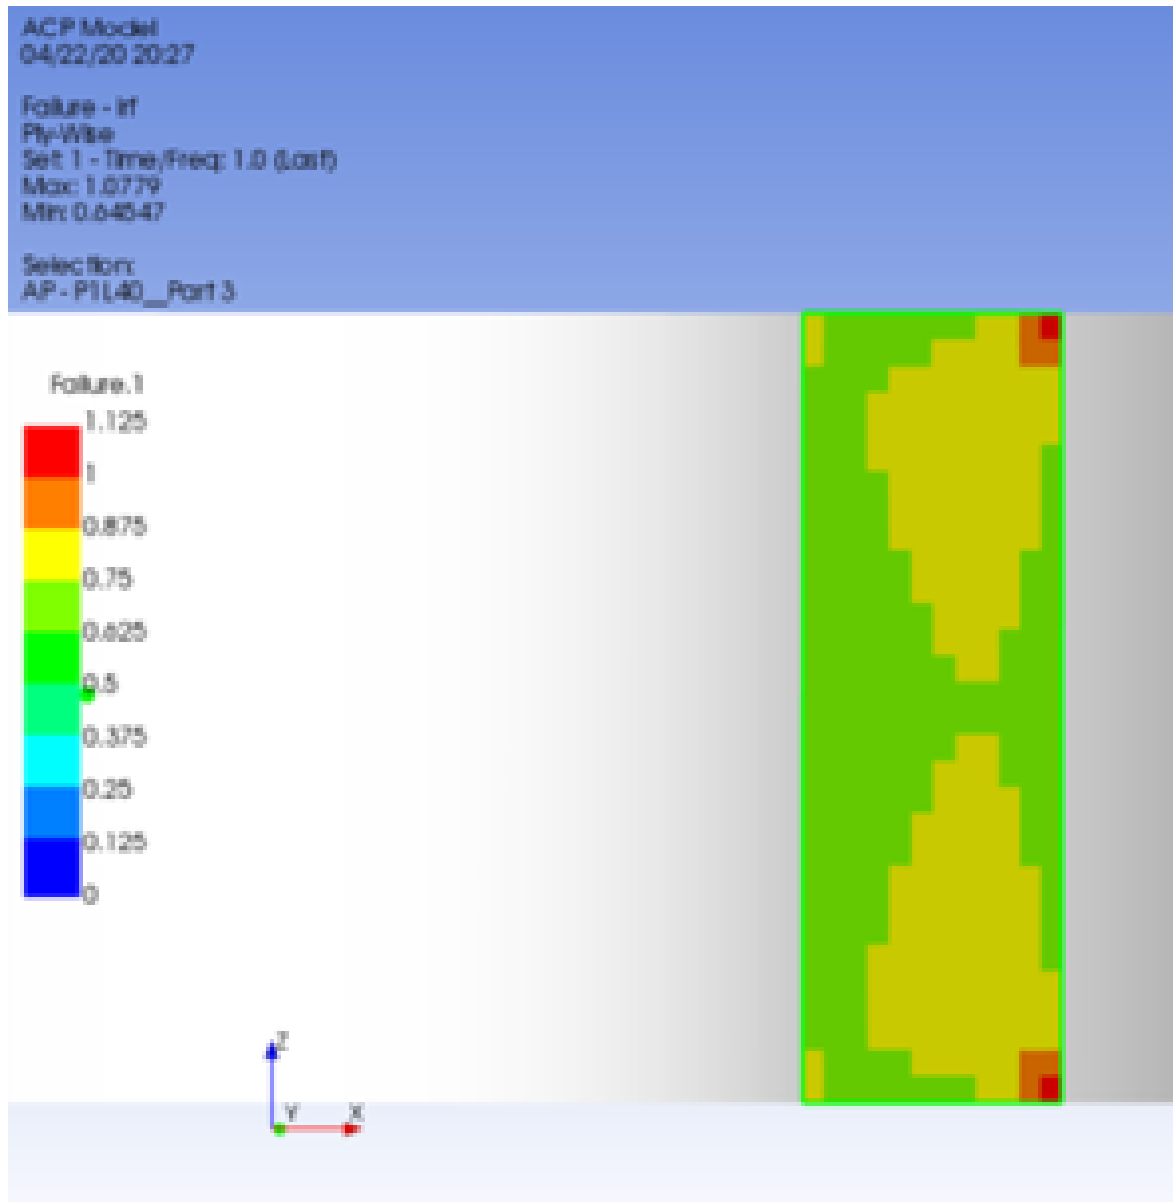 ACP Model
04/22/20 20:27
Failure - irf
Ply-Wise
Set: 1 - Time/Freq: 1.0 (Last)
Max: 1.0779
Min: 0.64547
Selection:
AP - P1L40__Part 3
Failure.1
1.125
1
0.875
0.75
0.625
0.5
0.375
0.25
0.125
0
Z
Y X